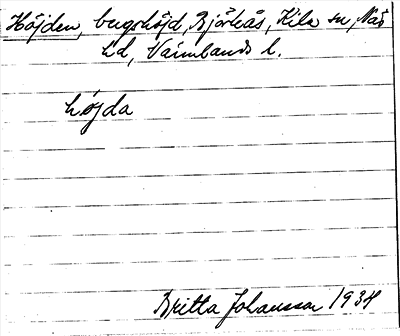 Höjden, bergshöjd, Björkås, Kila sn, Näs
hd, Värmlands l.
höjda
Britta Johansson 1934